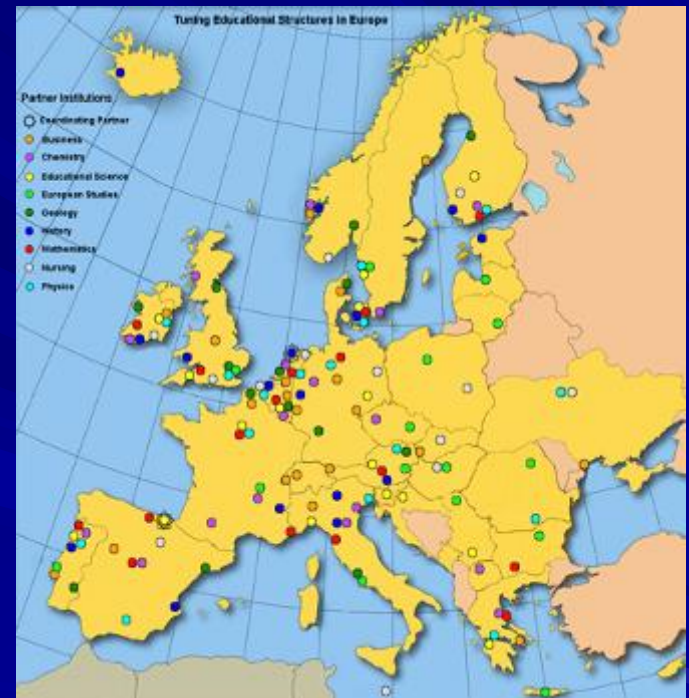 Tuning Educational Structures in Europe
Partner Institutions
Coordinating Partner
Business
Chemistry
Educational Science
European Studies
Geology
History
Mathematics
Nursing
Physics